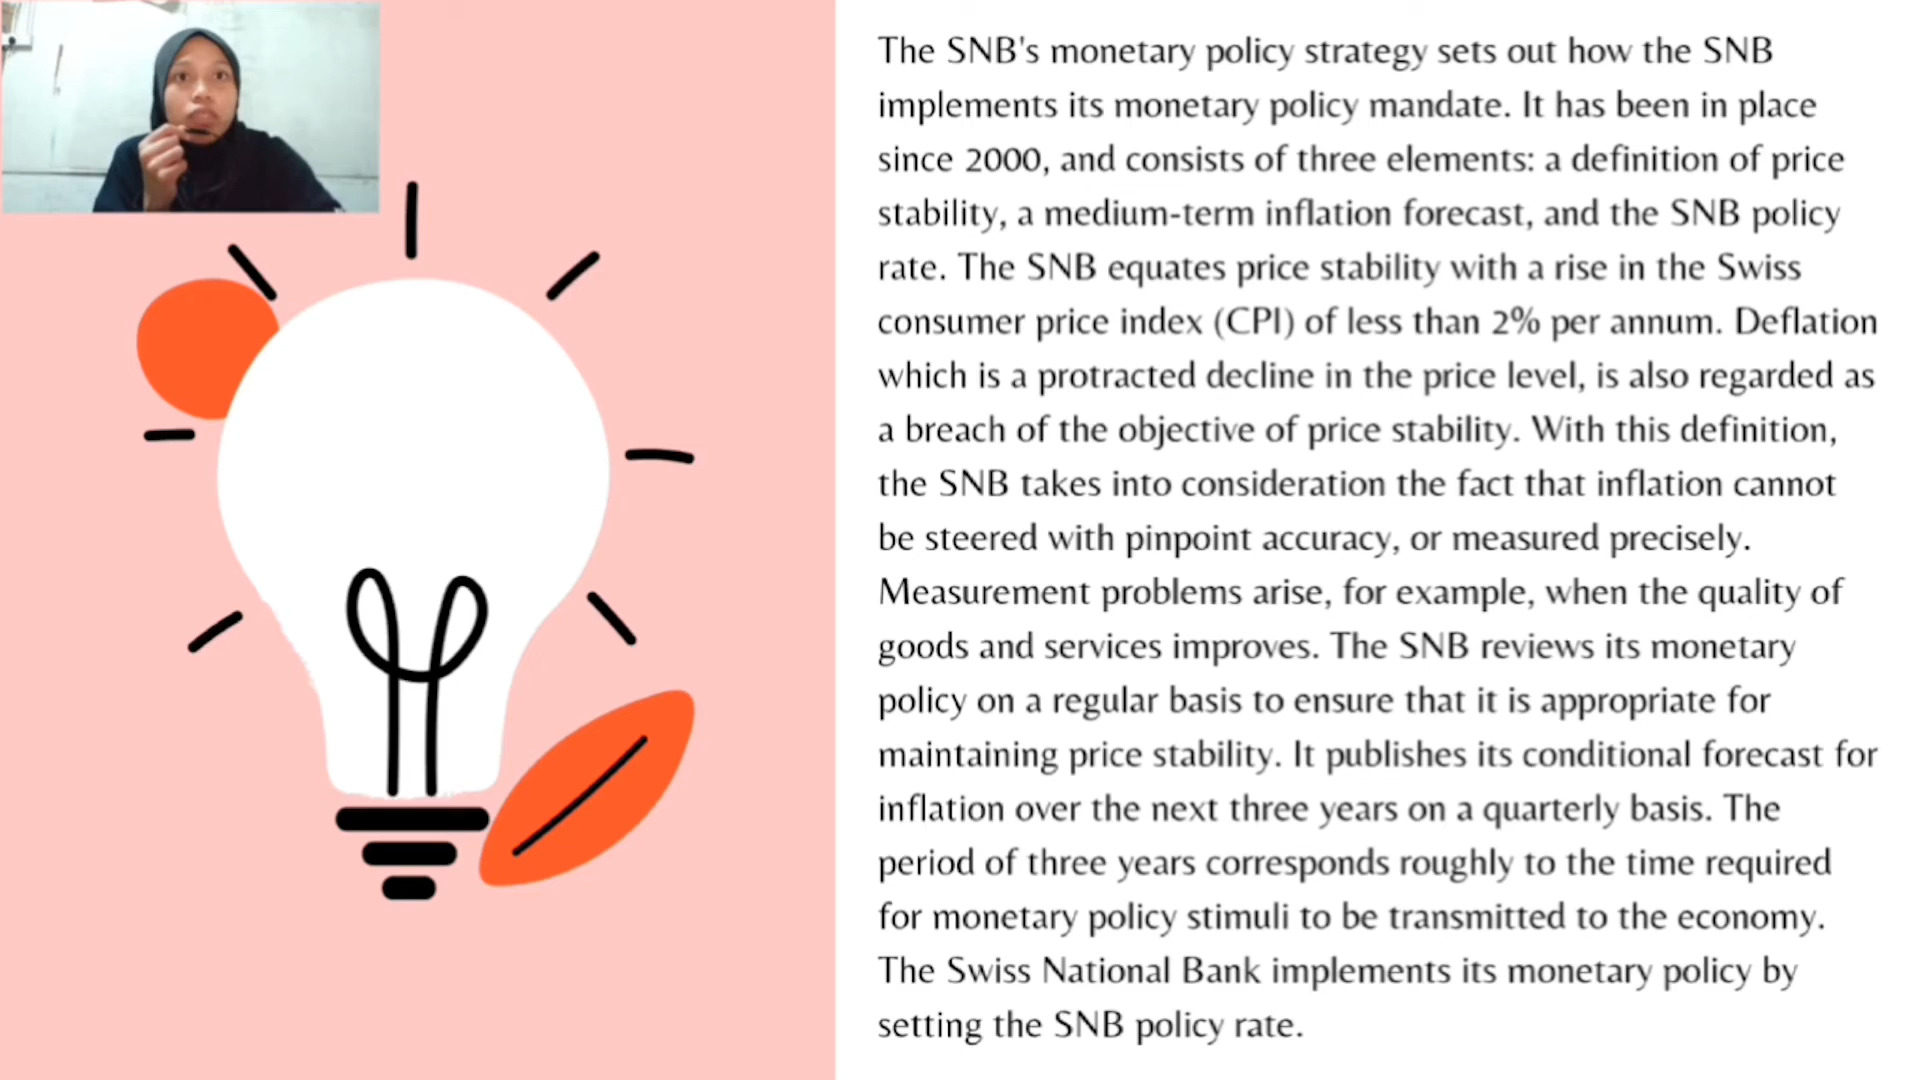 The SNB's monetary policy strategy sets out how the SNB
implements its monetary policy mandate. It has been in place
since 2000, and consists of three elements: a definition of price
stability, a medium-term inflation forecast, and the SNB policy
rate. The SNB equates price stability with a rise in the Swiss
consumer price index (CPI) of less than 2% per annum. Deflation
which is a protracted decline in the price level, is also regarded as
a breach of the objective of price stability. With this definition,
the SNB takes into consideration the fact that inflation cannot
be steered with pinpoint accuracy, or measured precisely.
Measurement problems arise, for example, when the quality of
goods and services improves. The SNB reviews its monetary
policy on a regular basis to ensure that it is appropriate for
maintaining price stability. It publishes its conditional forecast for
inflation over the next three years on a quarterly basis. The
period of three years corresponds roughly to the time required
for monetary policy stimuli to be transmitted to the economy.
The Swiss National Bank implements its monetary policy by
setting the SNB policy rate.